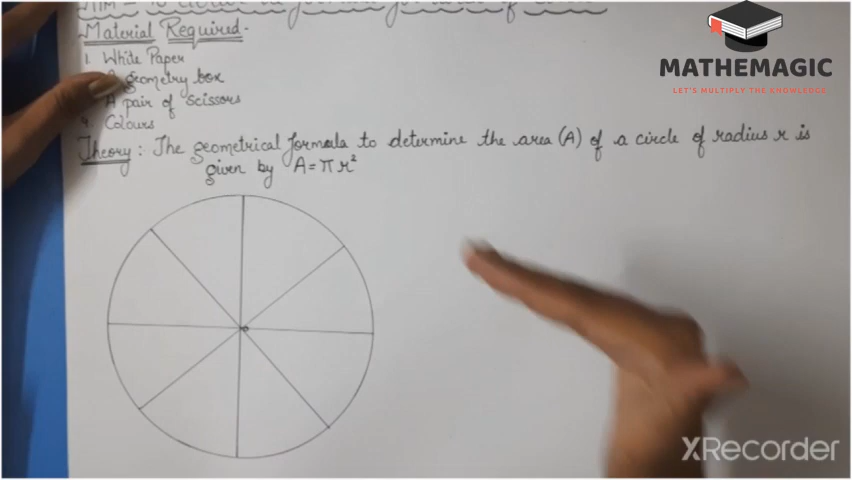 MATHEMAGIC
LET'S MULTIPLY THE KNOWLEDGE
Material Required-
1. White Paper
geometry box
A pair of scissors
4. Colours
Theory: The geometrical formula to determine the area (A) of a circle of radius r is
given by A=πr²
XRecorder